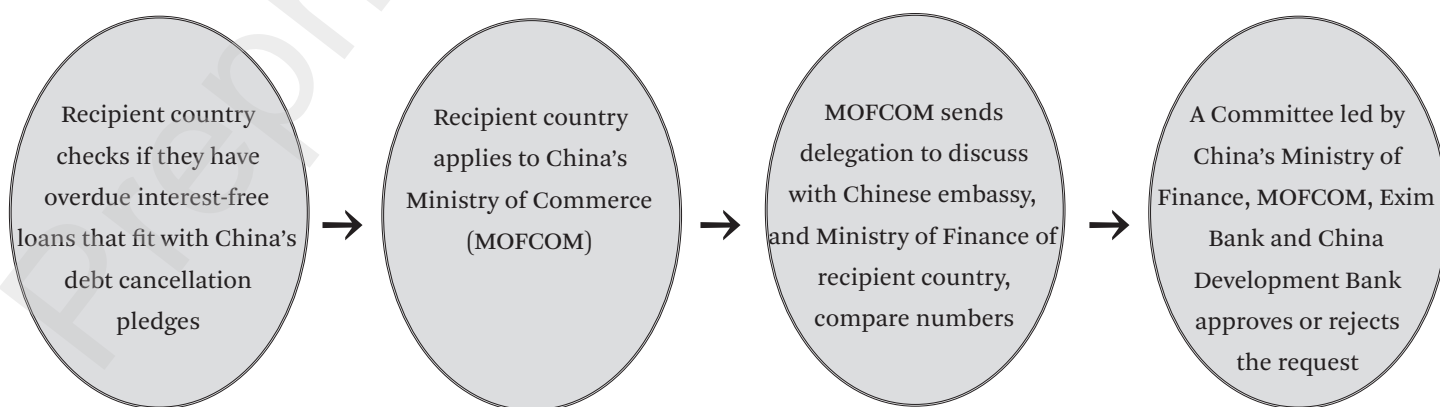 Recipient country
checks if they have
overdue interest-free
loans that fit with China's
debt cancellation
pledges
Recipient country
applies to China's
Ministry of Commerce
(MOFCOM)
MOFCOM sends
delegation to discuss
with Chinese embassy,
and Ministry of Finance of
recipient country,
compare numbers
A Committee led by
China's Ministry of
Finance, MOFCOM, Exim
Bank and China
Development Bank
approves or rejects
the request